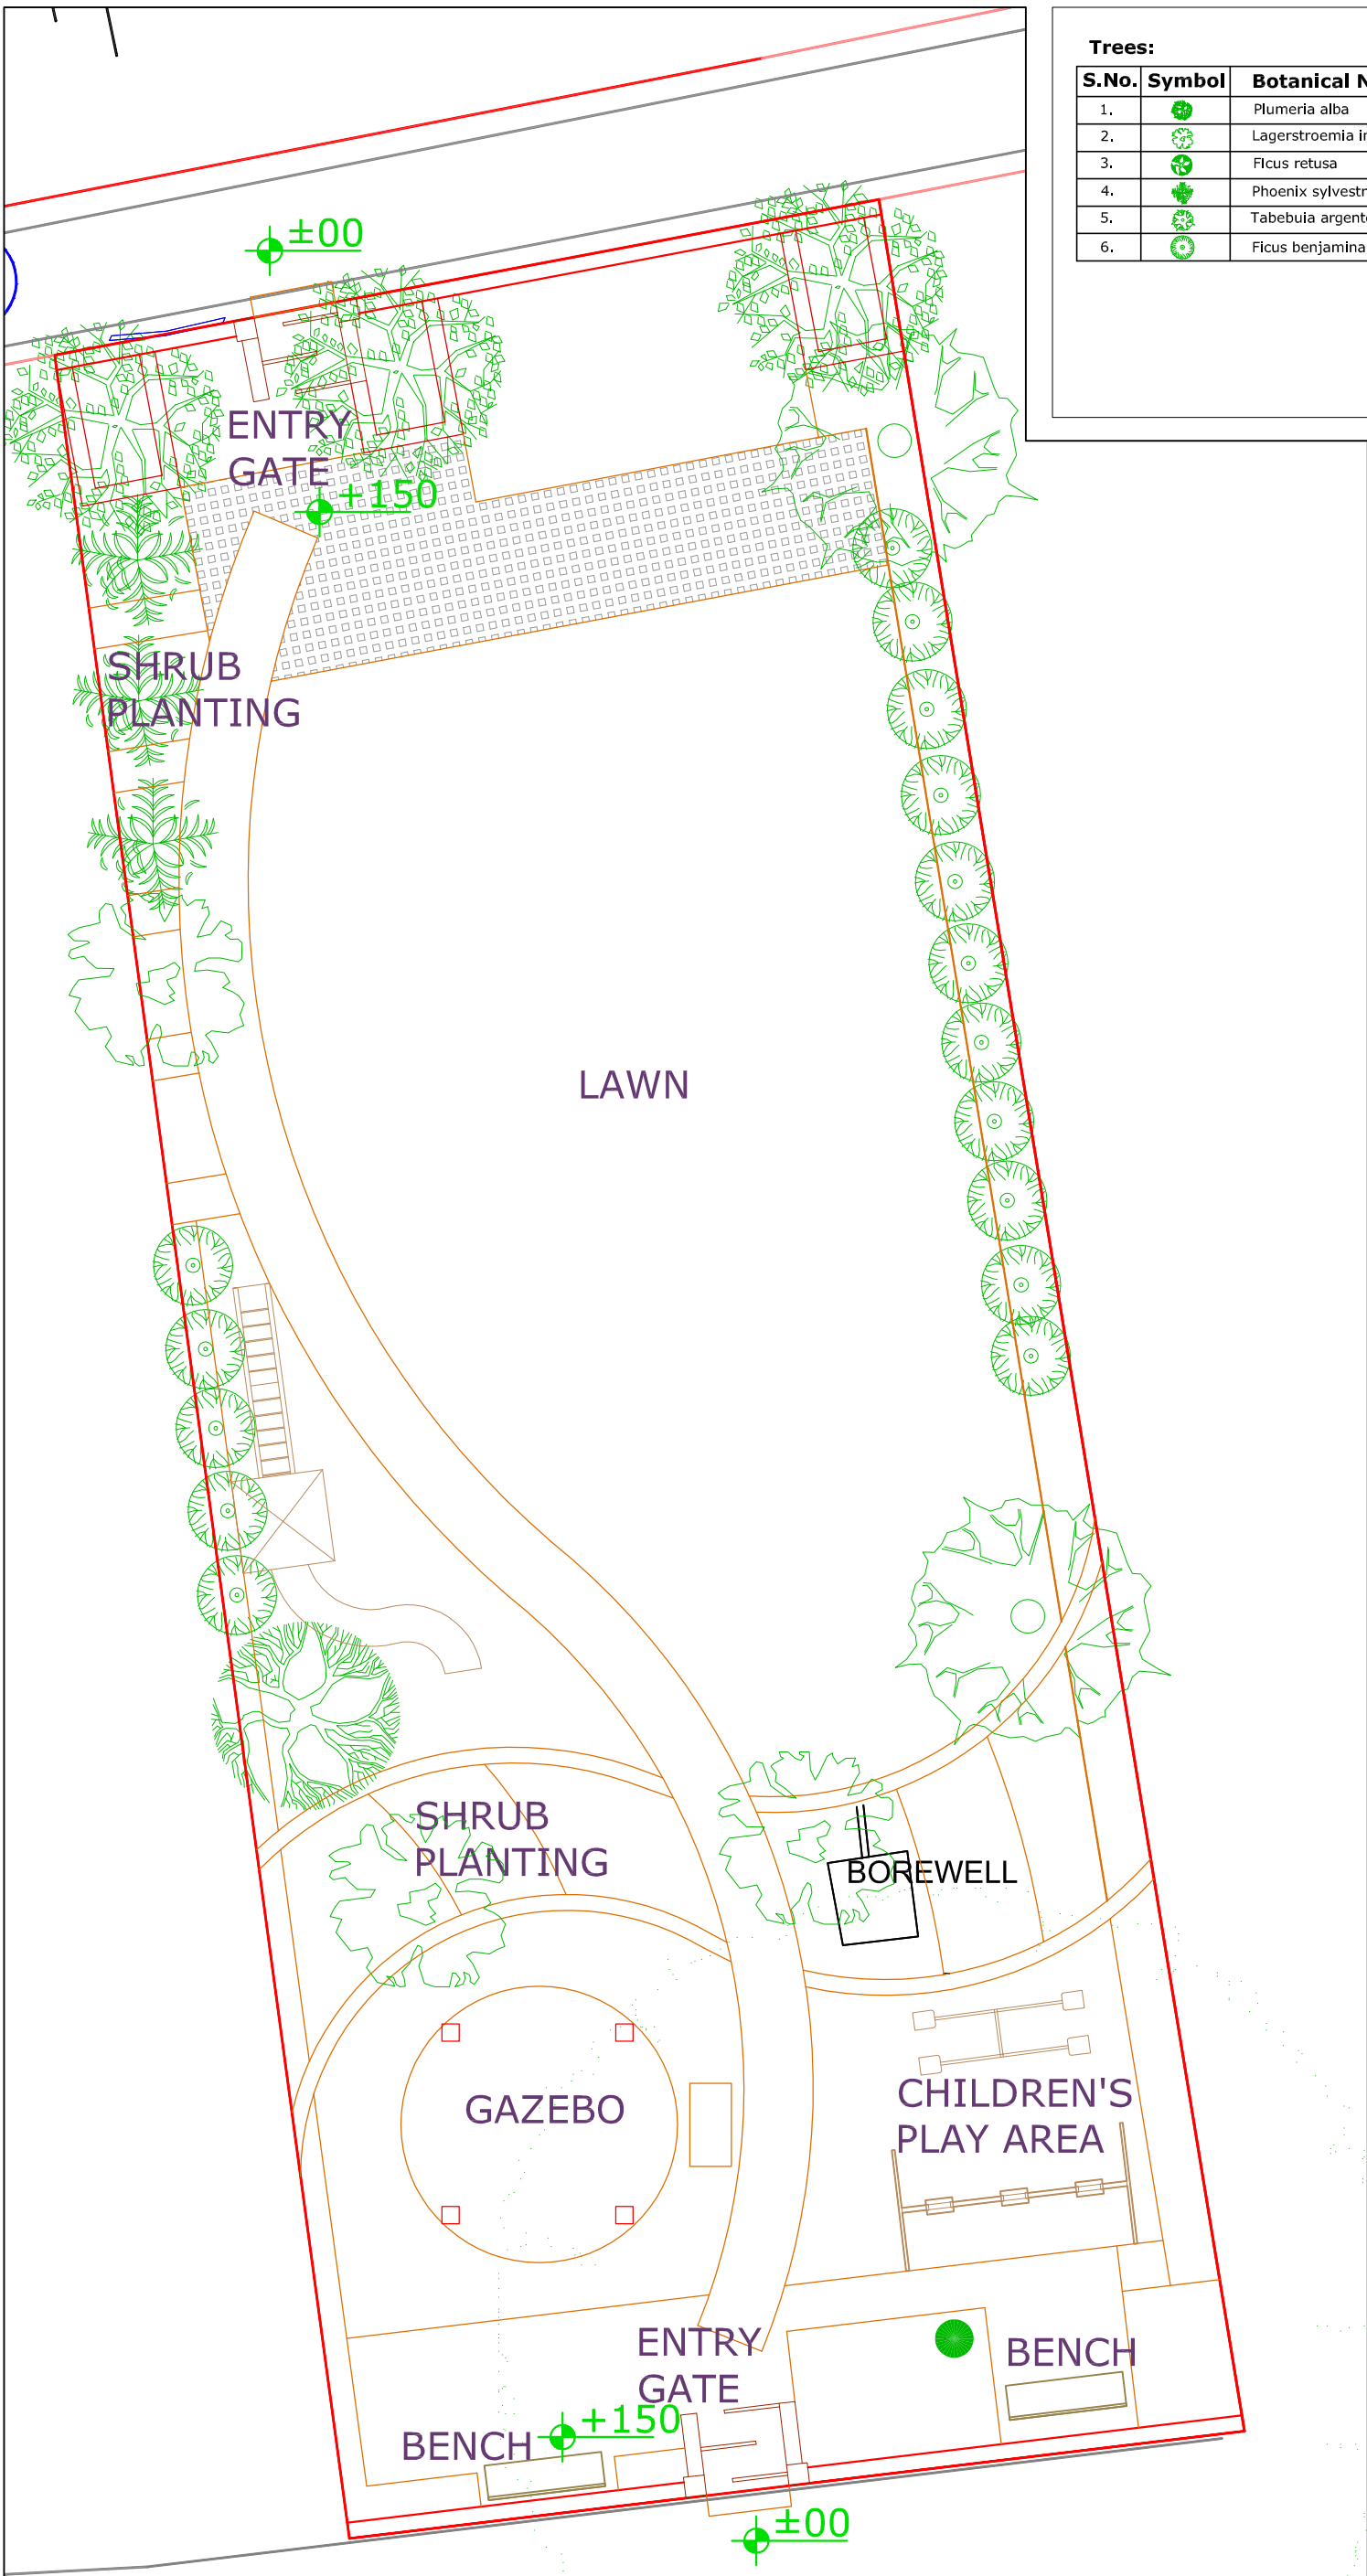 Trees:
S.No. Symbol Botanical
1. Plumeria alba
2. Lagerstroemia
3. Ficus retusa
4. Phoenix
5. Tabebuia
6. Ficus benjamina
±00
ENTRY
GATE
+150
SHRUB
PLANTING
LAWN
SHRUB
PLANTING
BOREWELL
GAZEBO
CHILDREN'S
PLAY AREA
ENTRY
GATE
BENCH
+150
BENCH
±00